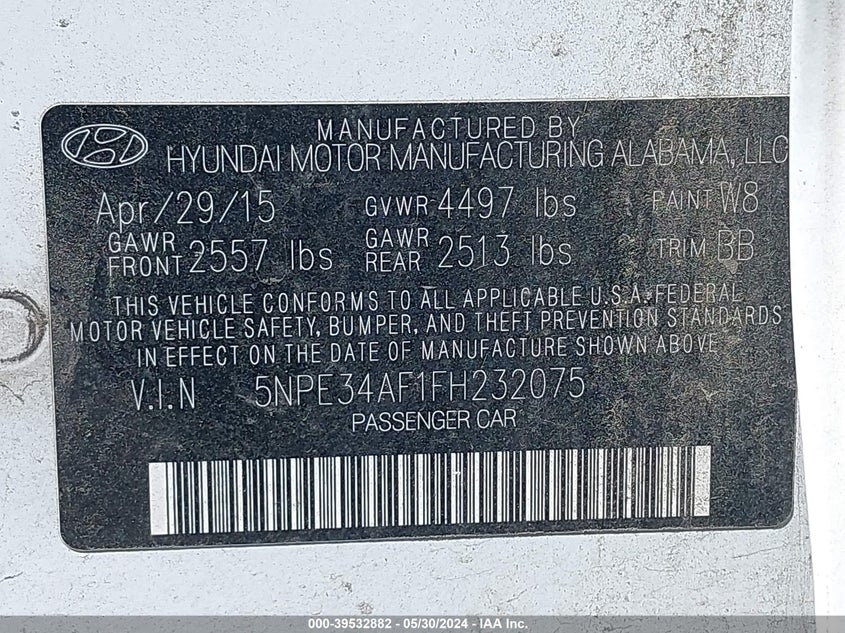 MANUFACTURED BY
HYUNDAI MOTOR MANUFACTURING ALABAMA, LLC
Apr/29/15 GVWR 4497 lbs PAINT W8
GAWR FRONT 2557 lbs GAWR REAR 2513 lbs TRIM BB
THIS VEHICLE CONFORMS TO ALL APPLICABLE U.S.A. FEDERAL
MOTOR VEHICLE SAFETY, BUMPER, AND THEFT PREVENTION STANDARDS
IN EFFECT ON THE DATE OF MANUFACTURE SHOWN ABOVE
V.I.N 5NPE34AF1FH232075
PASSENGER CAR
000-39532882 - 05/30/2024 - IAA Inc.